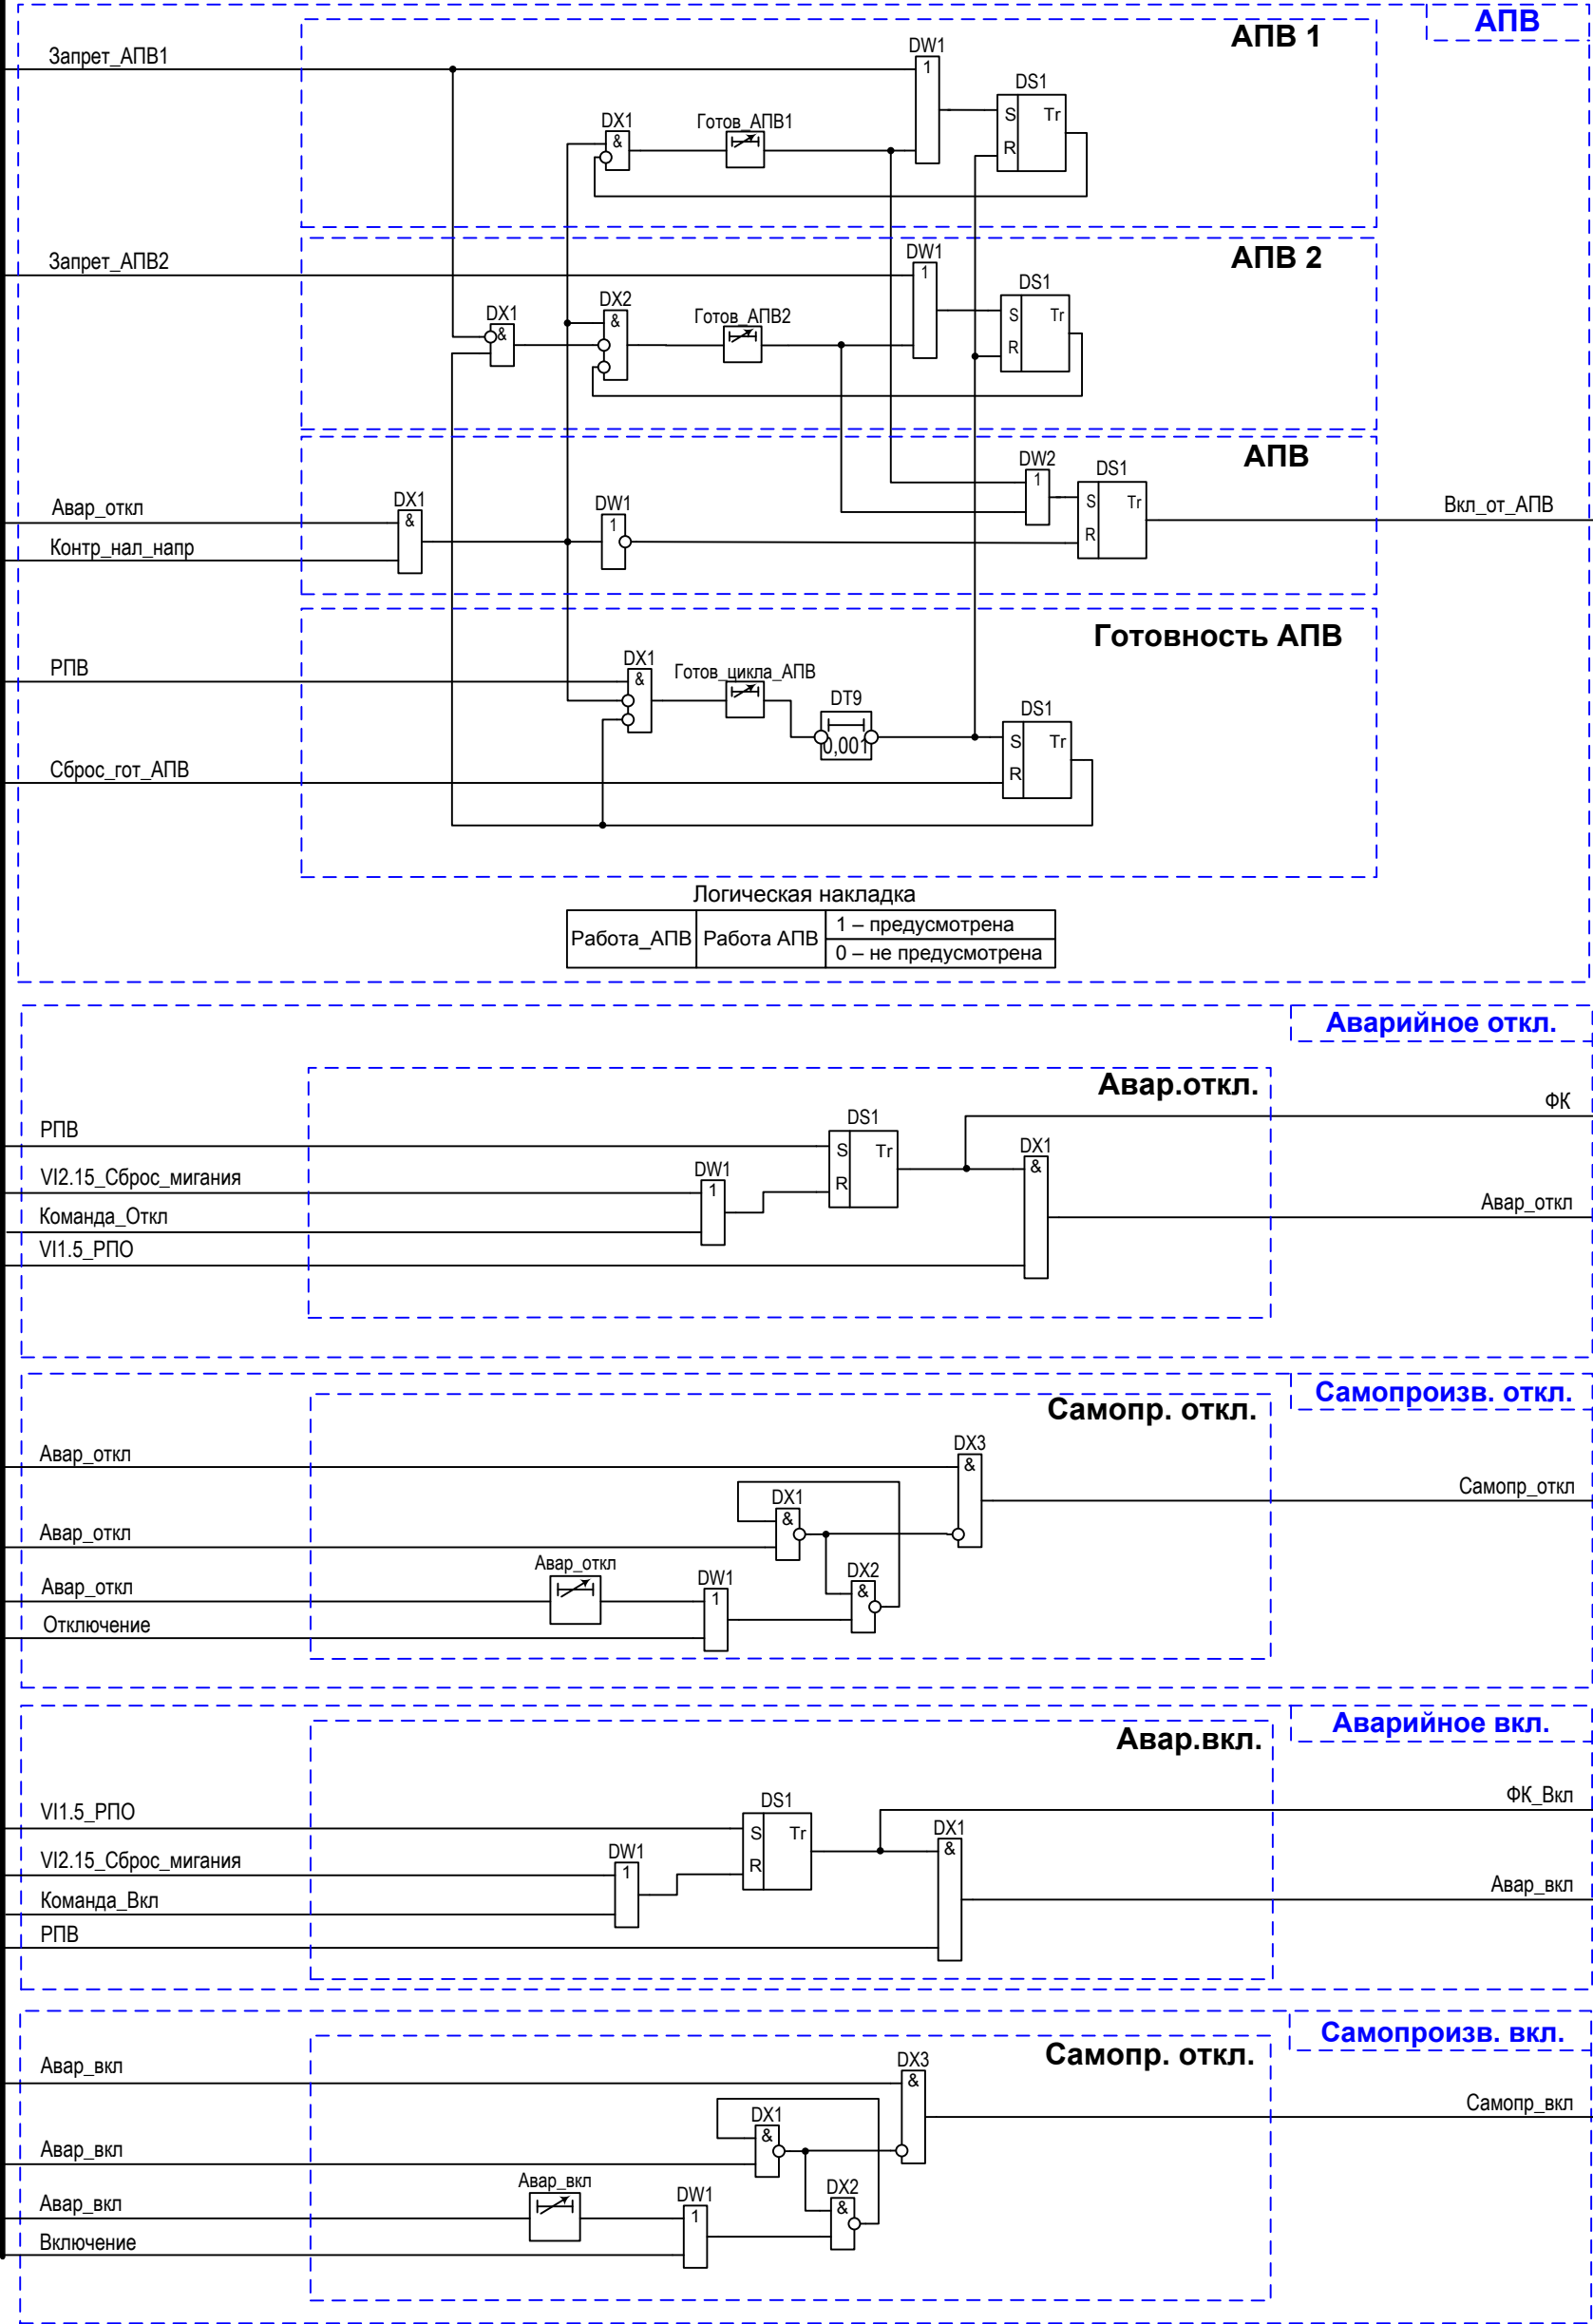 АПВ
АПВ 1
Запрет_АПВ1
DW1
1
DS1
S Tr
R
DX1
&
Готов_АПВ1
АПВ 2
Запрет_АПВ2
DW1
1
DS1
S Tr
R
DX1
&
DX2
&
Готов_АПВ2
АПВ
DW2
1
DS1
S Tr
R
Вкл_от_АПВ
Авар_откл
DX1
&
DW1
1
Контр_нал_напр
Готовность АПВ
РПВ
DX1
&
Готов_цикла_АПВ
DT9
0,001
DS1
S Tr
R
Сброс_гот_АПВ
Логическая накладка
Работа_АПВ Работа АПВ 1 – предусмотрена
0 – не предусмотрена
Аварийное откл.
Авар.откл.
ФК
РПВ
DS1
S Tr
R
DX1
&
VI2.15_Сброс_мигания
DW1
1
Авар_откл
Команда_Откл
VI1.5_РПО
Самопроизв. откл.
Самопр. откл.
Авар_откл
DX3
&
Самопр_откл
DX1
&
Авар_откл
Авар_откл
DX2
&
Авар_откл
DW1
1
Отключение
Аварийное вкл.
Авар.вкл.
ФК_Вкл
VI1.5_РПО
DS1
S Tr
R
DX1
&
VI2.15_Сброс_мигания
DW1
1
Авар_вкл
Команда_Вкл
РПВ
Самопроизв. вкл.
Самопр. откл.
Авар_вкл
DX3
&
Самопр_вкл
DX1
&
Авар_вкл
Авар_вкл
DX2
&
Авар_вкл
DW1
1
Включение